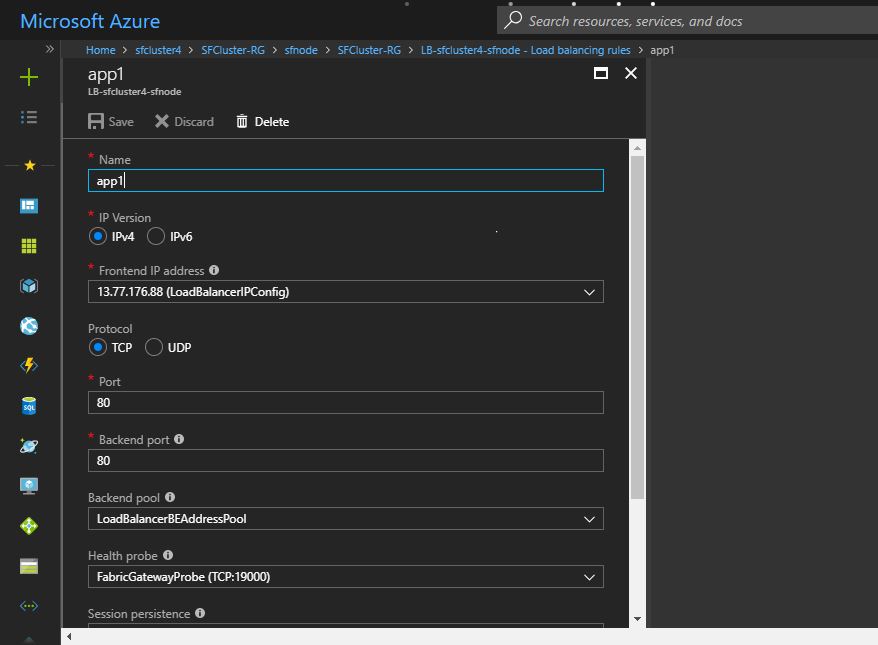 Microsoft Azure
Search resources, services, and docs
Home > sfcluster4 > SFCluster-RG > sfnode > SFCluster-RG > LB-sfcluster4-sfnode - Load balancing rules > app1
app1
LB-sfcluster4-sfnode
Save Discard Delete
* Name
app1
* IP Version
IPv4 IPv6
* Frontend IP address
13.77.176.88 (LoadBalancerIPConfig)
Protocol
TCP UDP
* Port
80
* Backend port
80
Backend pool
LoadBalancerBEAddressPool
Health probe
FabricGatewayProbe (TCP:19000)
Session persistence
SQL